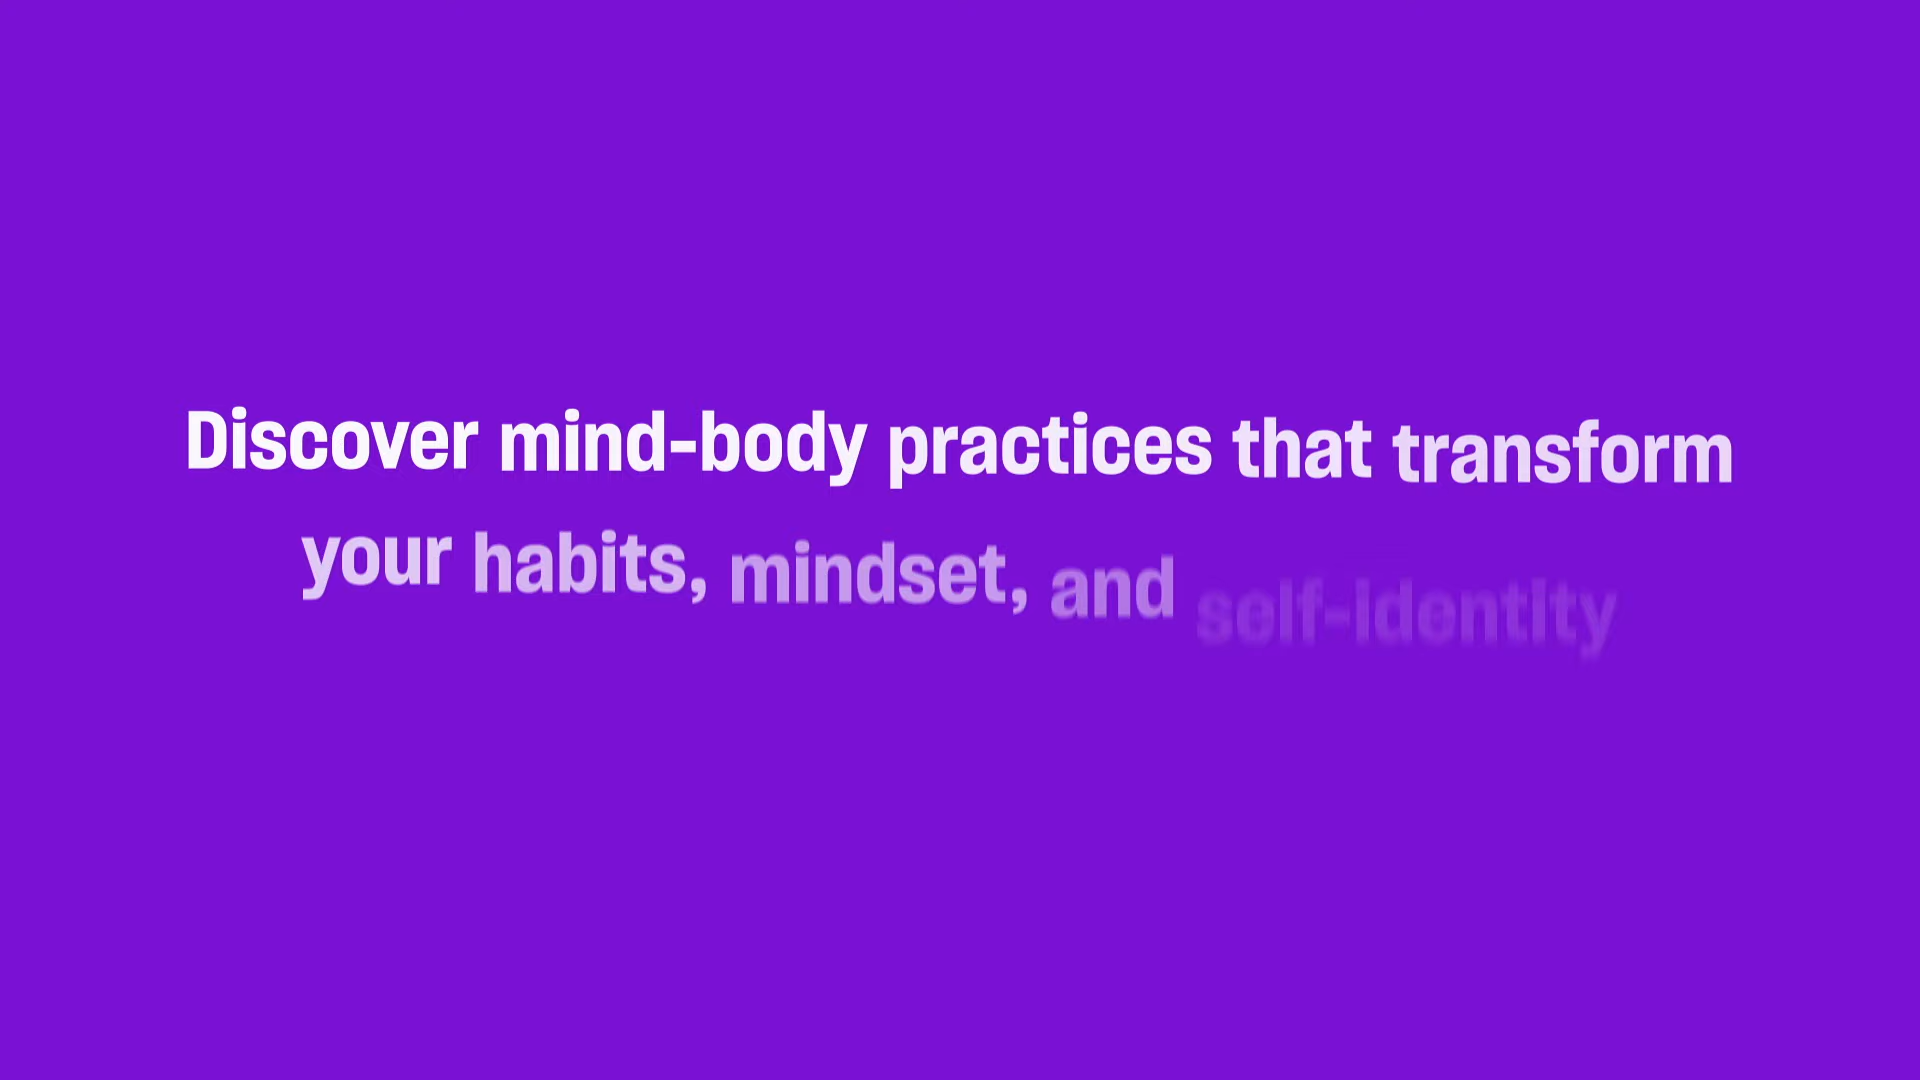 Discover mind-body practices that transform
your habits, mindset, and self-identity